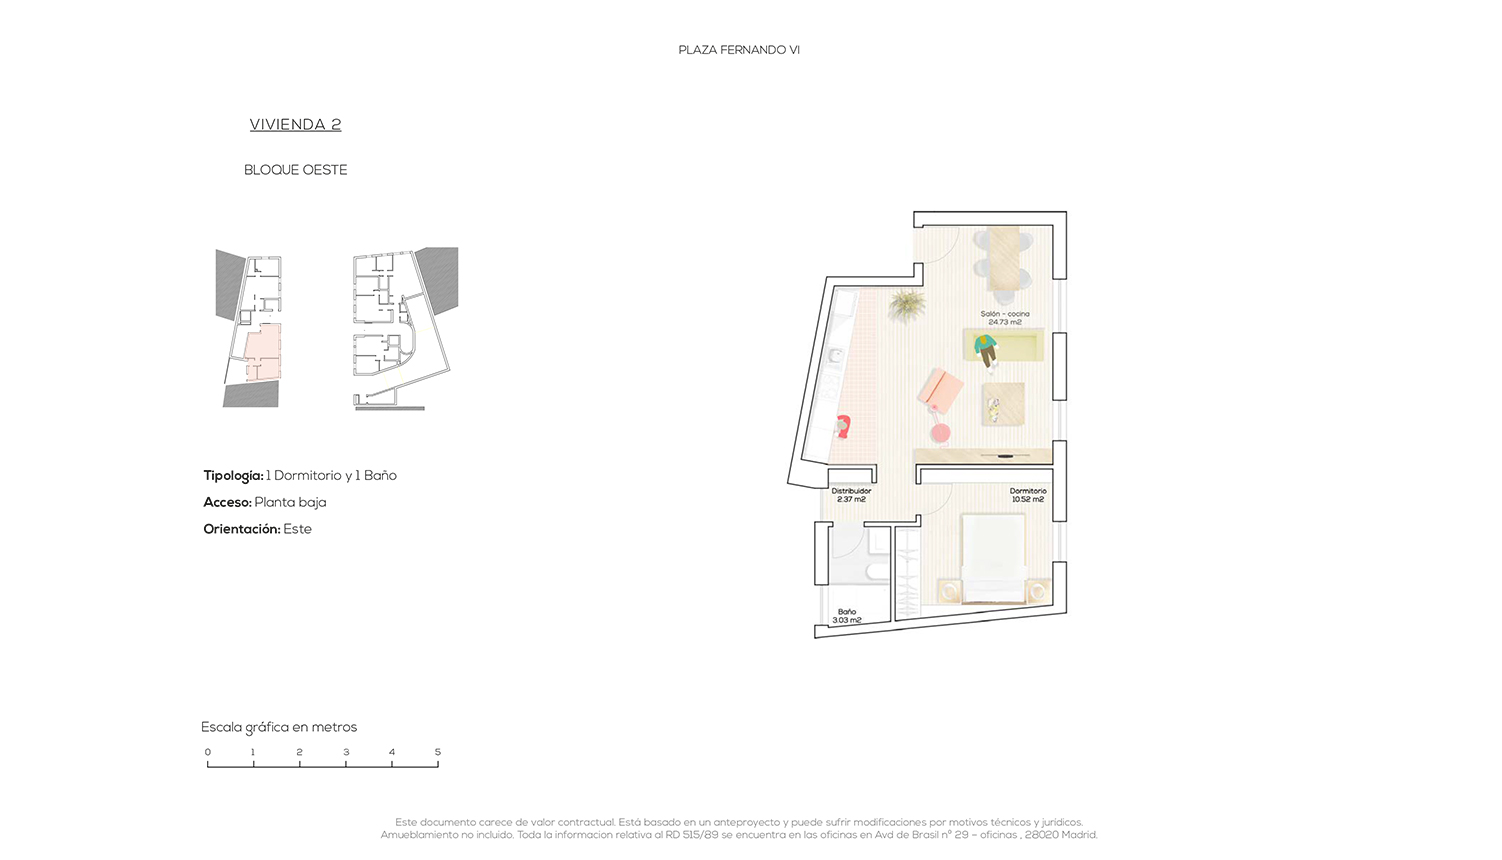 PLAZA FERNANDO VI
VIVIENDA 2
BLOQUE OESTE
Tipología: 1 Dormitorio y 1 Baño
Acceso: Planta baja
Orientación: Este
Salón - cocina
24.73 m2
Distribuidor
2.37 m2
Dormitorio
10.52 m2
Baño
3.03 m2
Escala gráfica en metros
0 1 2 3 4 5
Este documento carece de valor contractual. Está basado en un anteproyecto y puede sufrir modificaciones por motivos técnicos y jurídicos.
Amueblamiento no incluido. Toda la informacion relativa al RD 515/89 se encuentra en las oficinas en Avd de Brasil nº 29 – oficinas , 28020 Madrid.